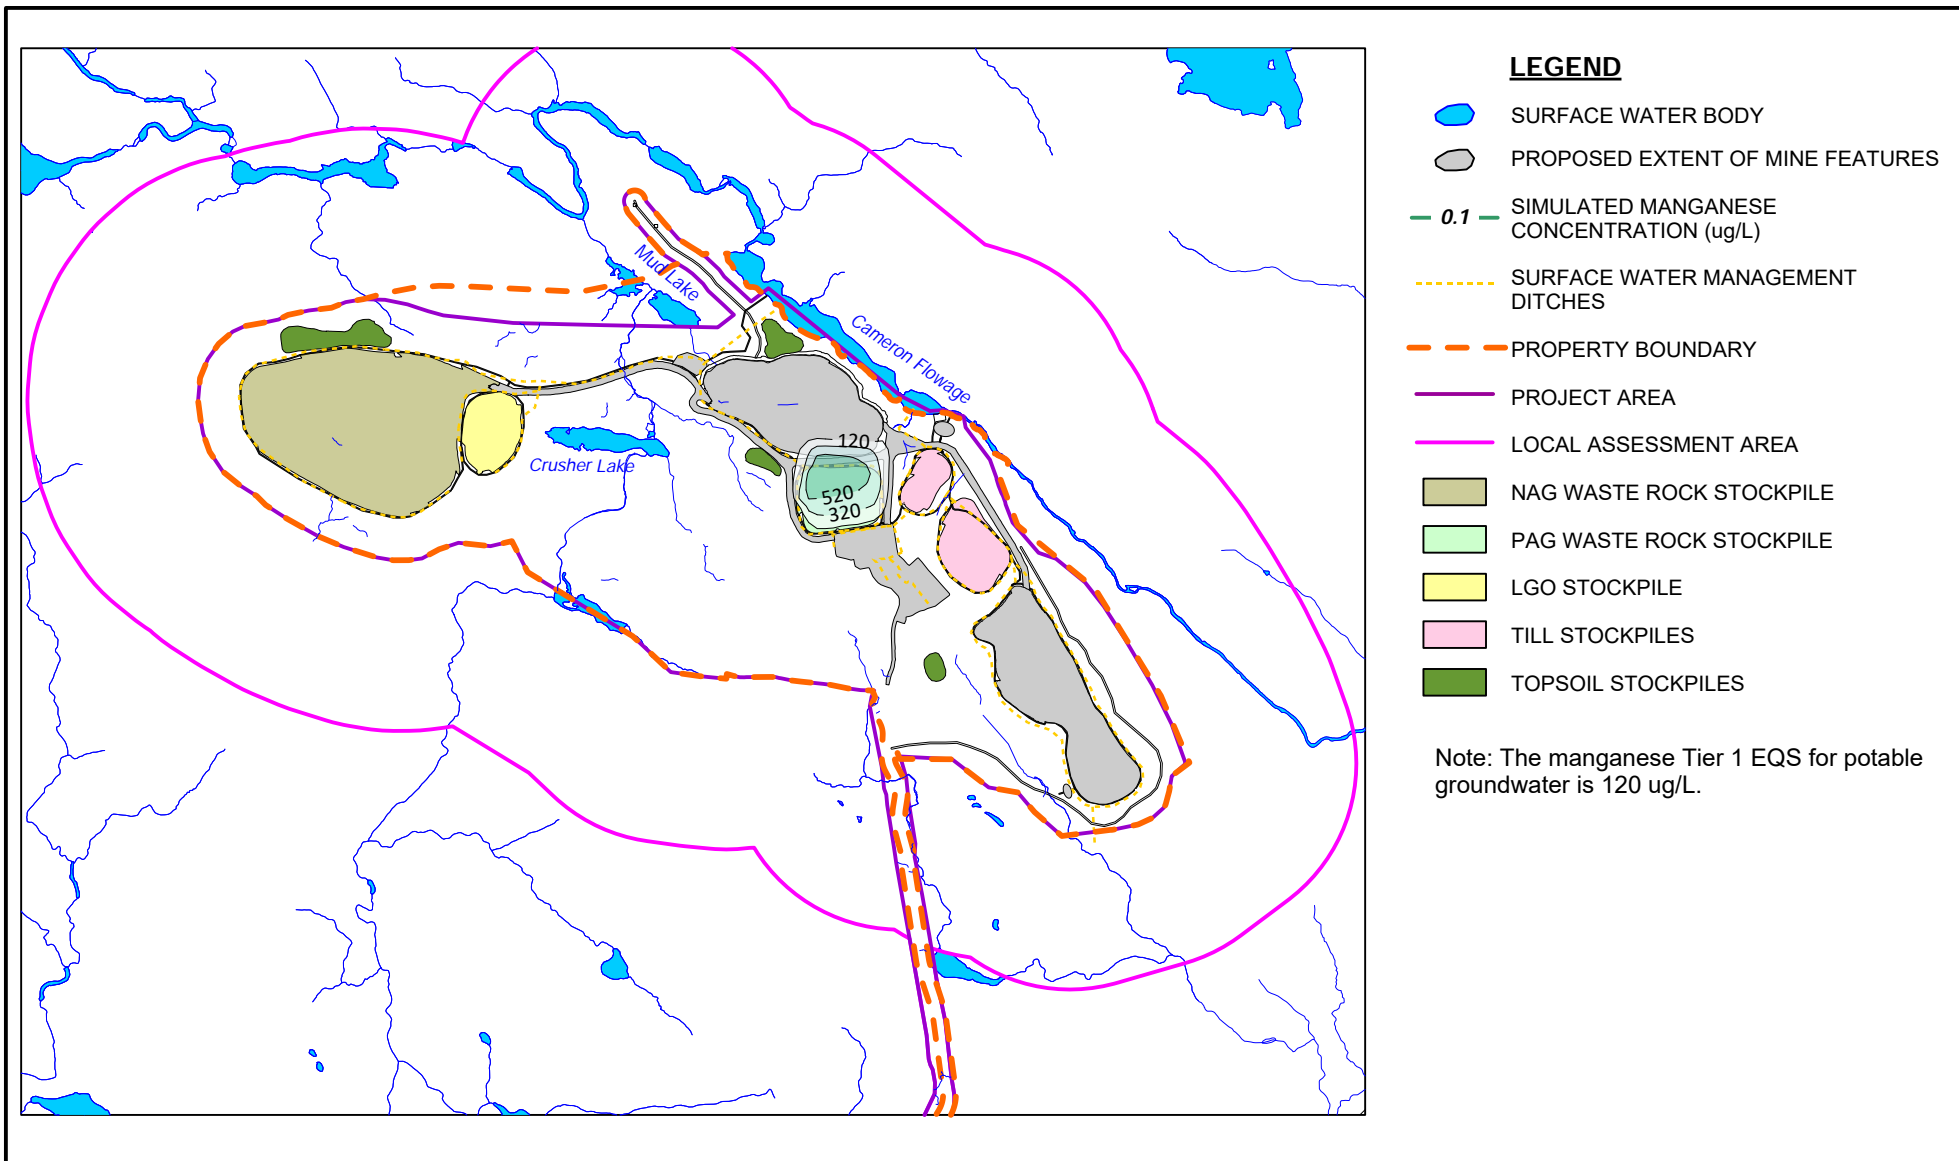 LEGEND
SURFACE WATER BODY
PROPOSED EXTENT OF MINE FEATURES
0.1
SIMULATED MANGANESE
CONCENTRATION (ug/L)
SURFACE WATER MANAGEMENT
DITCHES
PROPERTY BOUNDARY
PROJECT AREA
LOCAL ASSESSMENT AREA
NAG WASTE ROCK STOCKPILE
PAG WASTE ROCK STOCKPILE
LGO STOCKPILE
TILL STOCKPILES
TOPSOIL STOCKPILES
Note: The manganese Tier 1 EQS for potable
groundwater is 120 ug/L.
Mud Lake
Cameron Flowage
Crusher Lake
120
520
320